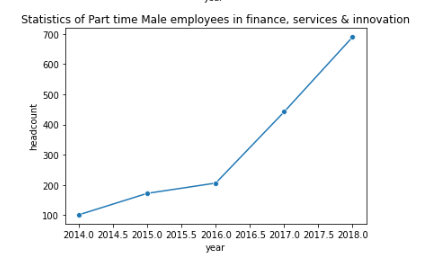 year
Statistics of Part time Male employees in finance, services & innovation
700
600
500
400
300
200
100
headcount
2014.0 2014.5 2015.0 2015.5 2016.0 2016.5 2017.0 2017.5 2018.0
year